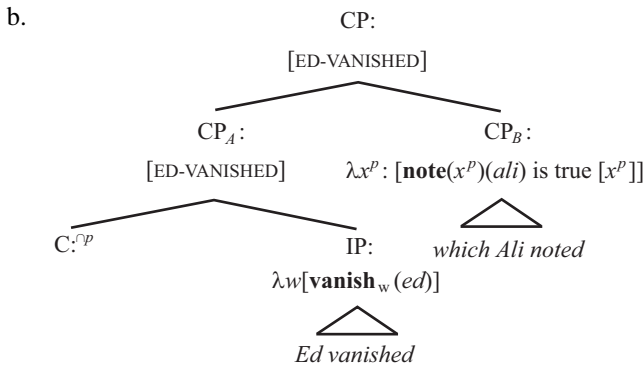 b.
CP:
[ED-VANISHED]
CP_A: CP_B:
[ED-VANISHED] λx^p: [note(x^p)(ali) is true [x^p]]
C:^∩p IP: which Ali noted
λw[vanish_w(ed)]
Ed vanished